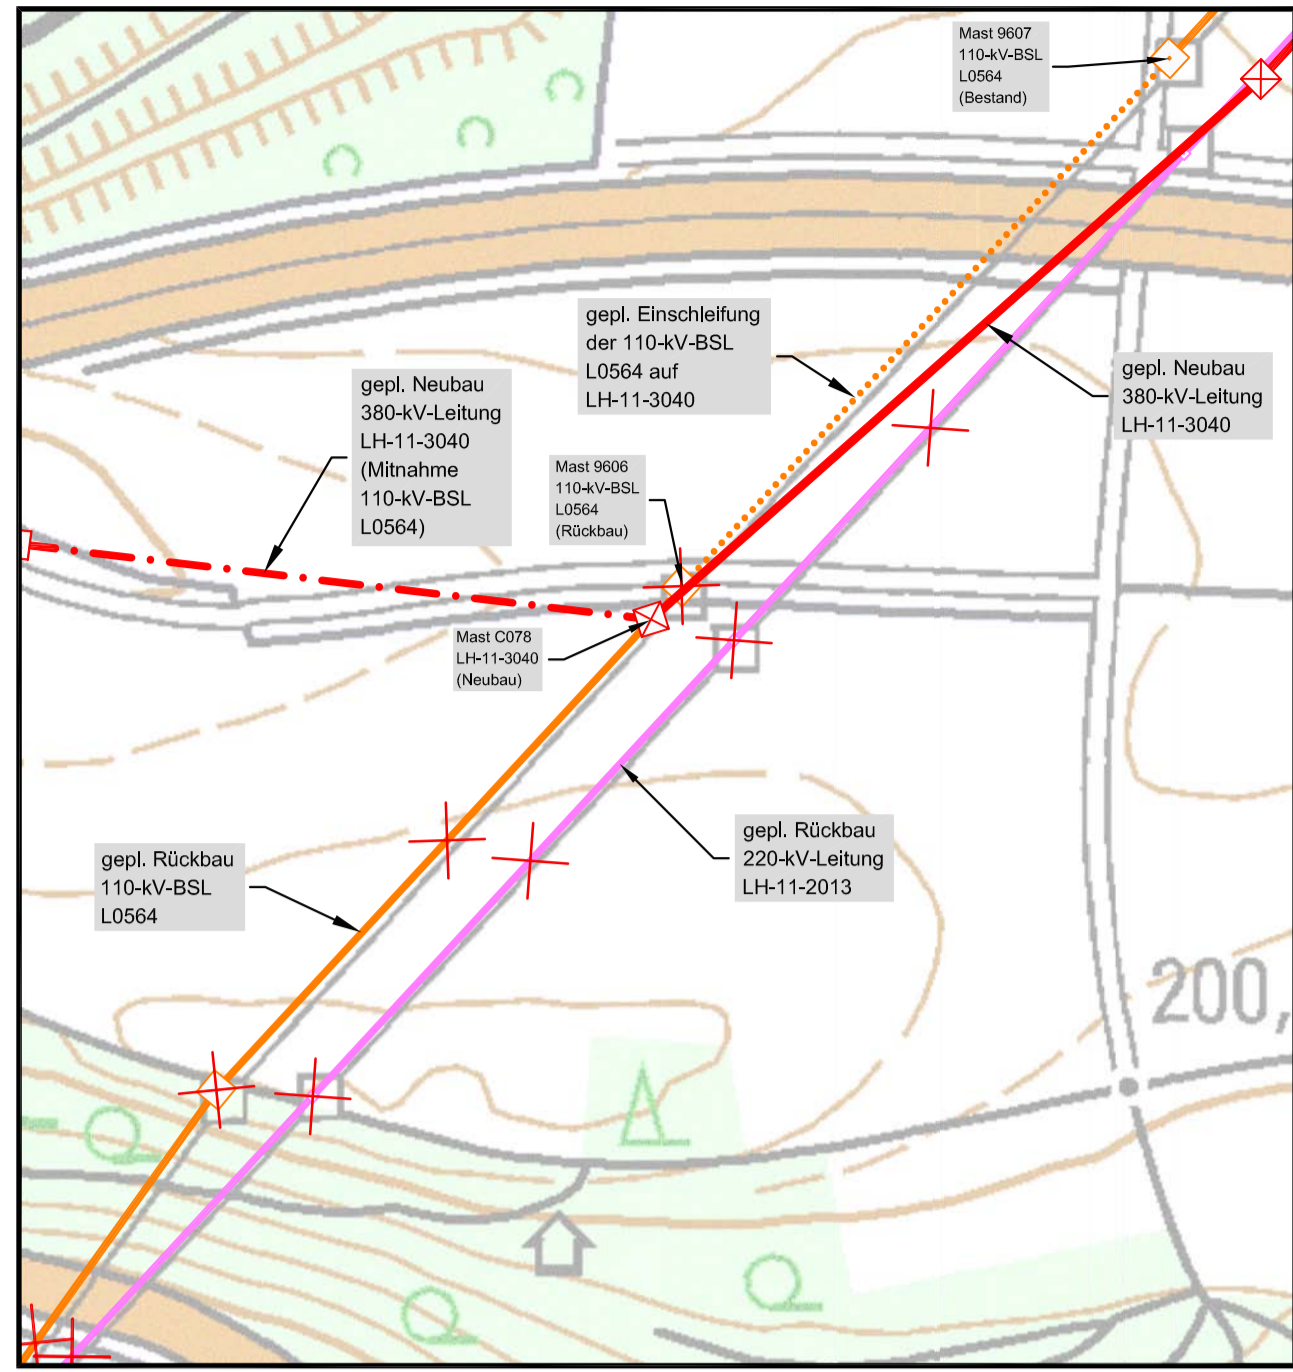 Mast 9607
110-kV-BSL
L0564
(Bestand)
gepl. Einschleifung
der 110-kV-BSL
L0564 auf
LH-11-3040
gepl. Neubau
380-kV-Leitung
LH-11-3040
gepl. Neubau
380-kV-Leitung
LH-11-3040
(Mitnahme
110-kV-BSL
L0564)
Mast 9606
110-kV-BSL
L0564
(Rückbau)
Mast C078
LH-11-3040
(Neubau)
gepl. Rückbau
220-kV-Leitung
LH-11-2013
gepl. Rückbau
110-kV-BSL
L0564
200,